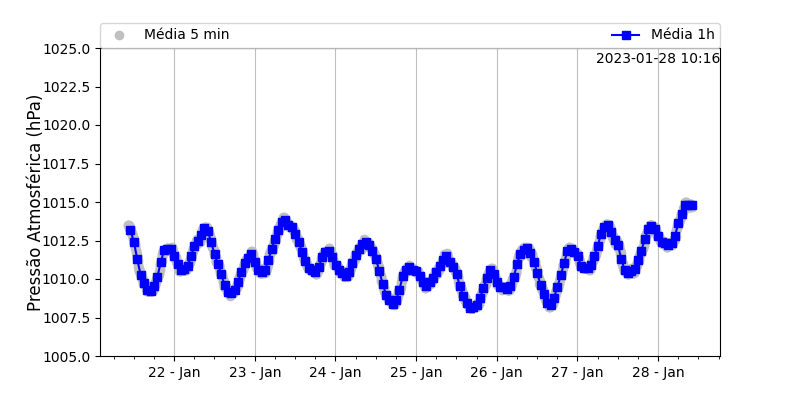 Média 5 min
Média 1h
2023-01-28 10:16
Pressão Atmosférica (hPa)
1025.0
1022.5
1020.0
1017.5
1015.0
1012.5
1010.0
1007.5
1005.0
22 - Jan
23 - Jan
24 - Jan
25 - Jan
26 - Jan
27 - Jan
28 - Jan